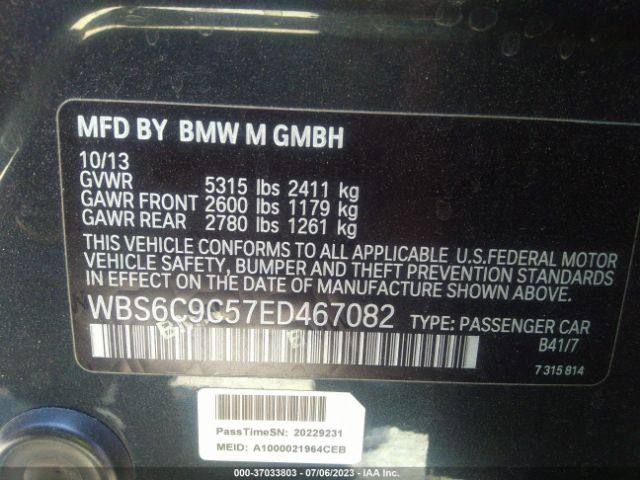 MFD BY BMW M GMBH
10/13
GVWR 5315 lbs 2411 kg
GAWR FRONT 2600 lbs 1179 kg
GAWR REAR 2780 lbs 1261 kg
THIS VEHICLE CONFORMS TO ALL APPLICABLE U.S.FEDERAL MOTOR
VEHICLE SAFETY, BUMPER AND THEFT PREVENTION STANDARDS
IN EFFECT ON THE DATE OF MANUFACTURE SHOWN ABOVE.
WBS6C9C57ED467082 TYPE: PASSENGER CAR
B41/7
7 315 814
PassTimeSN: 20229231
MEID: A1000021964CEB
000-37033803 / 07/06/2023 / IAA Inc.